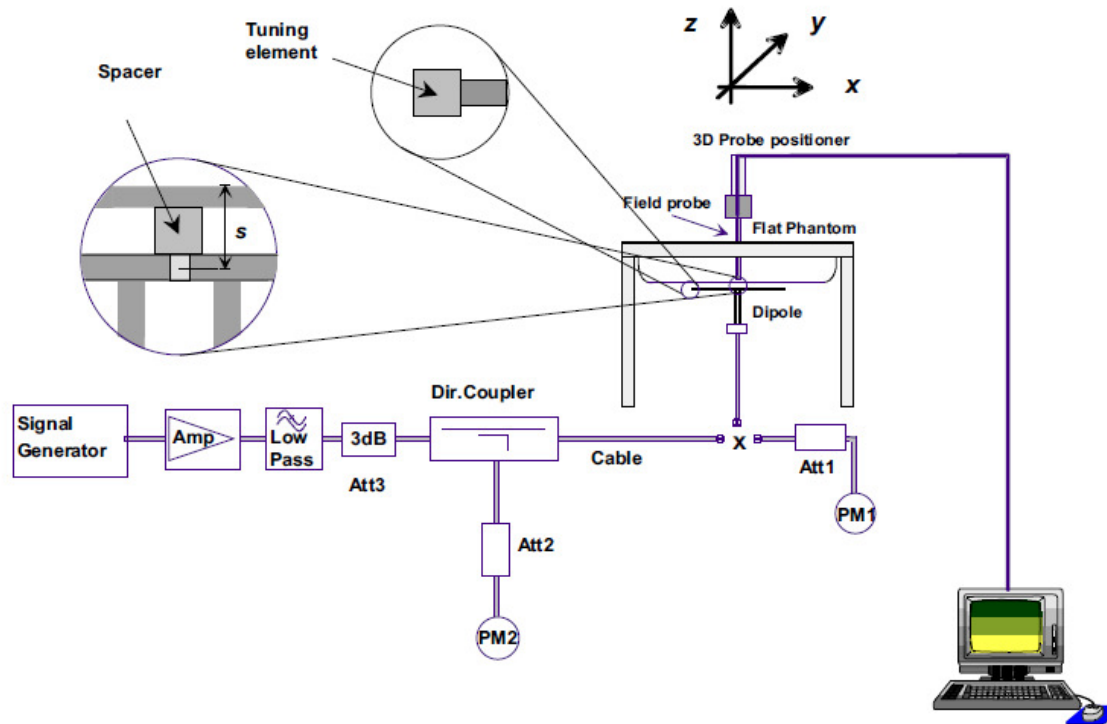 Tuning
element
Spacer
s
z
y
x
3D Probe positioner
Field probe
Flat Phantom
Dipole
Signal
Generator
Amp
Low
Pass
3dB
Att3
Dir.Coupler
Cable
X
Att1
PM1
Att2
PM2